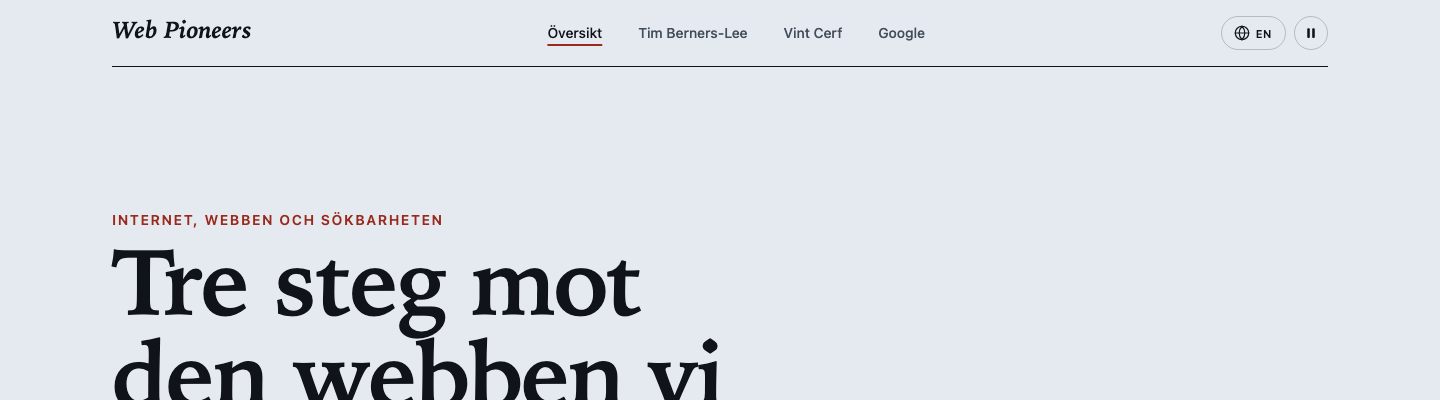 Web Pioneers
Översikt
Tim Berners-Lee
Vint Cerf
Google
EN
INTERNET, WEBBEN OCH SÖKBARHETEN
Tre steg mot
den webben vi